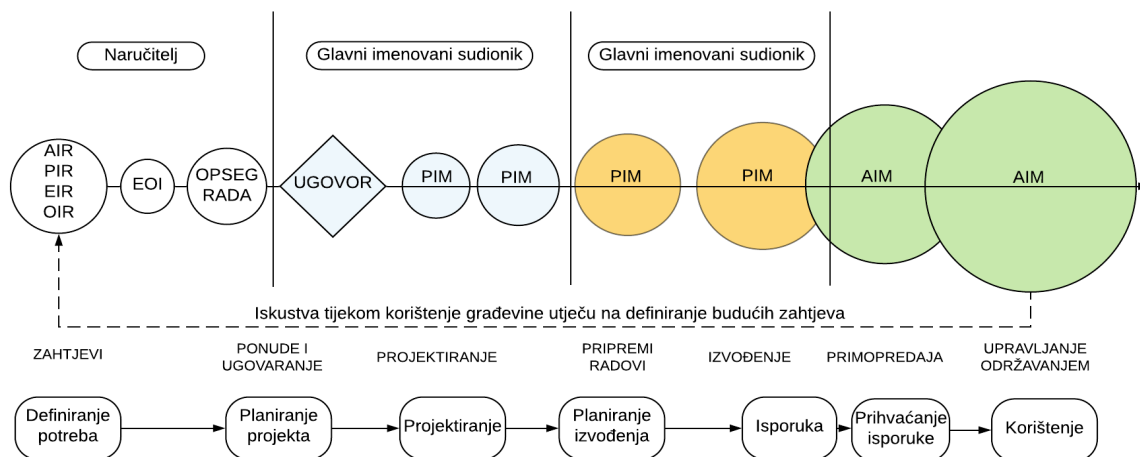 Naručitelj
Glavni imenovani sudionik
Glavni imenovani sudionik
AIR
PIR
EIR
OIR
EOI
OPSEG
RADA
UGOVOR
PIM
PIM
PIM
PIM
AIM
AIM
Iskustva tijekom korištenje građevine utječu na definiranje budućih zahtjeva
ZAHTJEVI
PONUDE I
UGOVARANJE
PROJEKTIRANJE
PRIPREMI
RADOVI
IZVOĐENJE
PRIMOPREDAJA
UPRAVLJANJE
ODRŽAVANJEM
Definiranje
potreba
Planiranje
projekta
Projektiranje
Planiranje
izvođenja
Isporuka
Prihvaćanje
isporuke
Korištenje